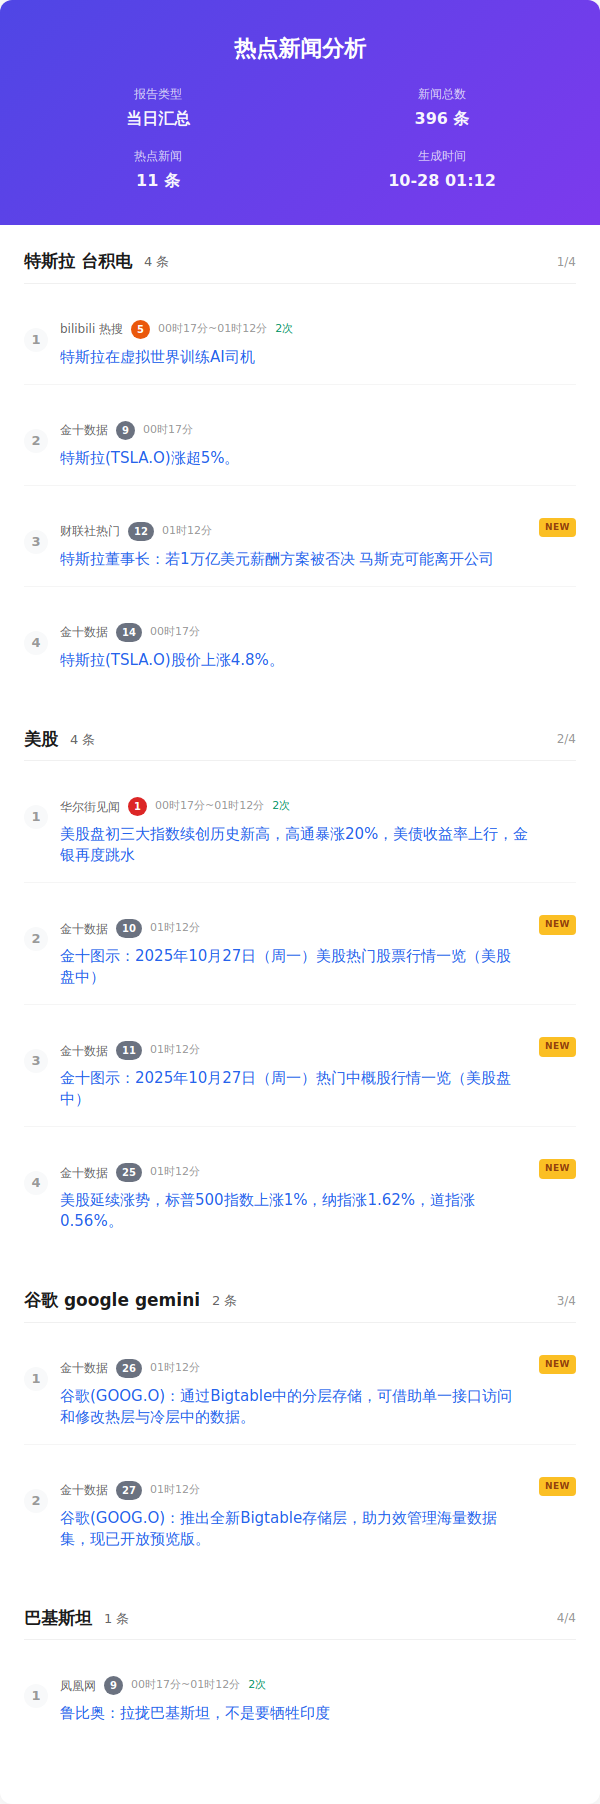 热点新闻分析
报告类型
新闻总数
当日汇总
396 条
热点新闻
生成时间
11 条
10-28 01:12
特斯拉 台积电 4 条 1/4
1
bilibili 热搜 5 00时17分~01时12分 2次
特斯拉在虚拟世界训练AI司机
2
金十数据 9 00时17分
特斯拉(TSLA.O)涨超5%。
3
财联社热门 12 01时12分 NEW
特斯拉董事长：若1万亿美元薪酬方案被否决 马斯克可能离开公司
4
金十数据 14 00时17分
特斯拉(TSLA.O)股价上涨4.8%。
美股 4 条 2/4
1
华尔街见闻 1 00时17分~01时12分 2次
美股盘初三大指数续创历史新高，高通暴涨20%，美债收益率上行，金
银再度跳水
2
金十数据 10 01时12分 NEW
金十图示：2025年10月27日（周一）美股热门股票行情一览（美股
盘中）
3
金十数据 11 01时12分 NEW
金十图示：2025年10月27日（周一）热门中概股行情一览（美股盘
中）
4
金十数据 25 01时12分 NEW
美股延续涨势，标普500指数上涨1%，纳指涨1.62%，道指涨
0.56%。
谷歌 google gemini 2 条 3/4
1
金十数据 26 01时12分 NEW
谷歌(GOOG.O)：通过Bigtable中的分层存储，可借助单一接口访问
和修改热层与冷层中的数据。
2
金十数据 27 01时12分 NEW
谷歌(GOOG.O)：推出全新Bigtable存储层，助力效管理海量数据
集，现已开放预览版。
巴基斯坦 1 条 4/4
1
凤凰网 9 00时17分~01时12分 2次
鲁比奥：拉拢巴基斯坦，不是要牺牲印度